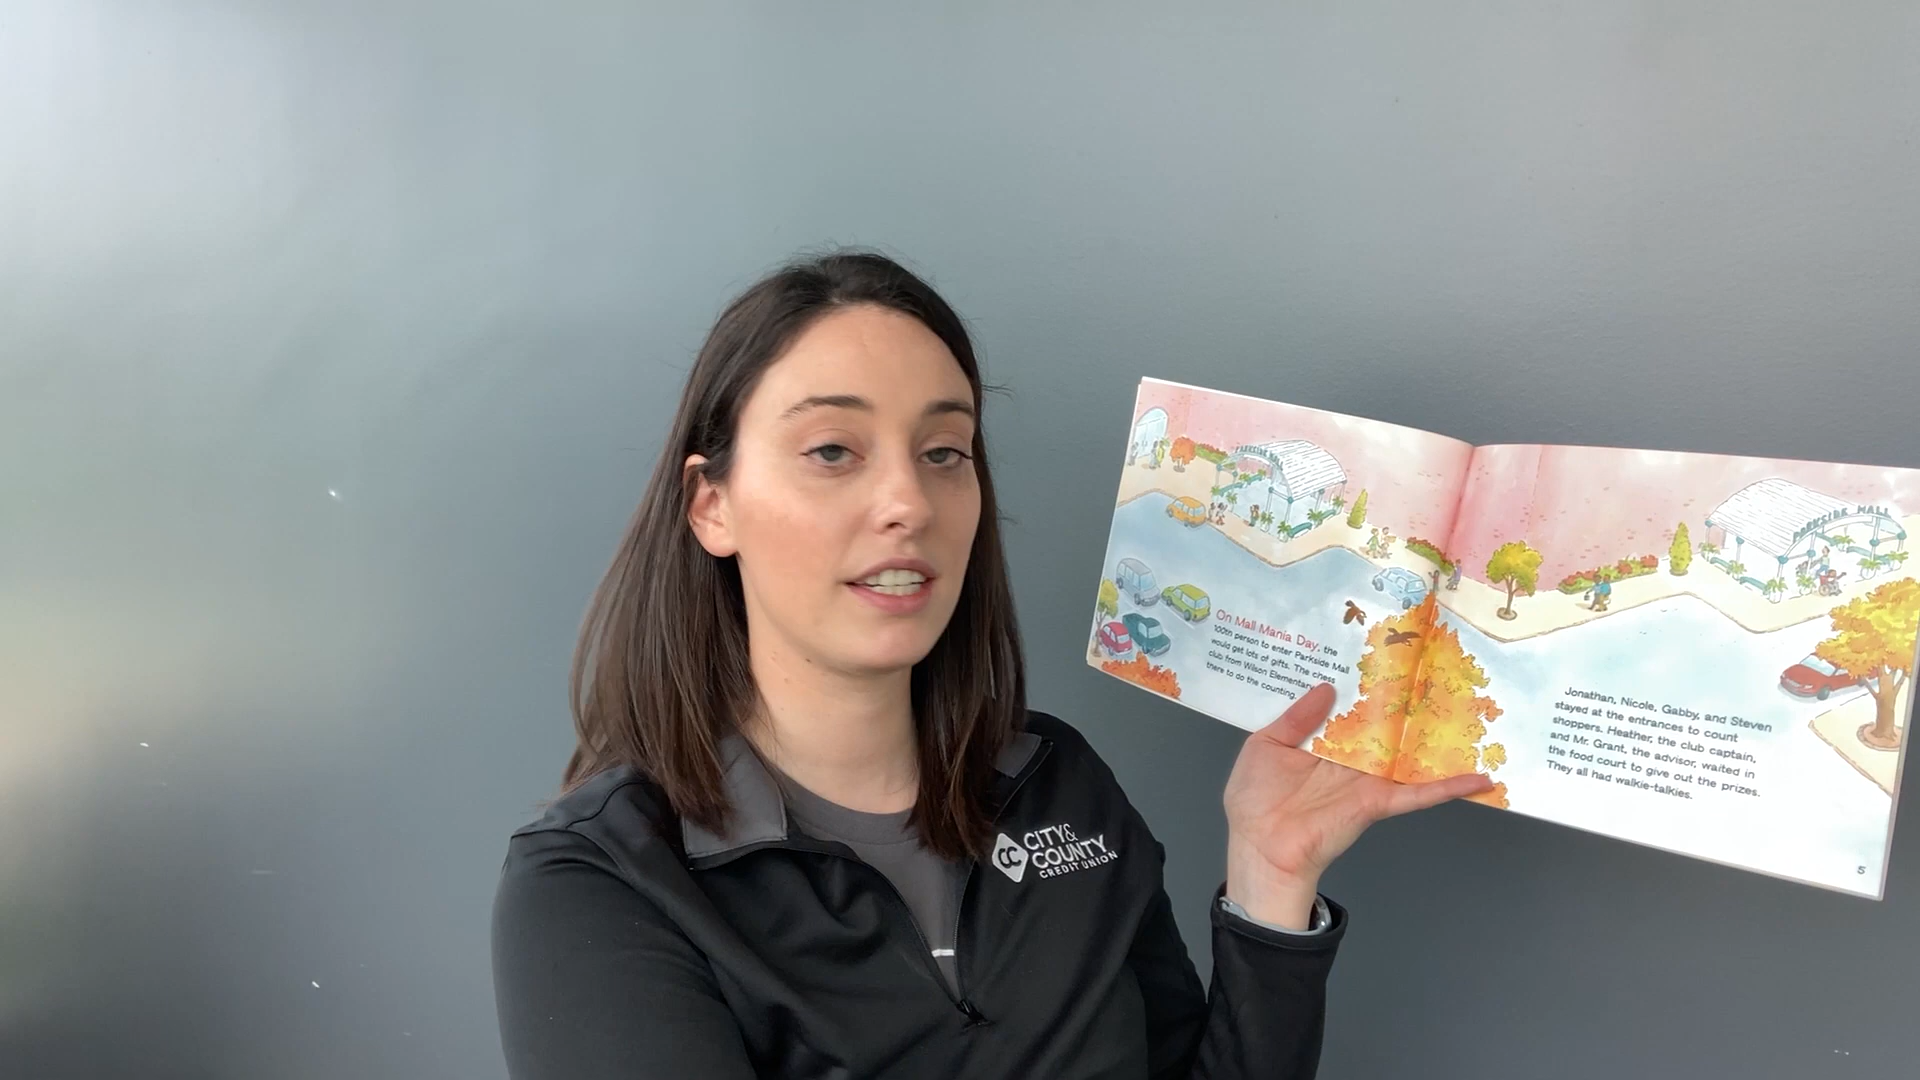 CC
CITY&
COUNTY
CREDIT UNION
PARKSIDE MALL
On Mall Mania Day, the
100th person to enter Parkside Mall
would get lots of gifts. The chess
club from Wilson Elementary
there to do the counting.
PARKSIDE MALL
Jonathan, Nicole, Gabby, and Steven
stayed at the entrances to count
shoppers. Heather, the club captain,
and Mr. Grant, the advisor, waited in
the food court to give out the prizes.
They all had walkie-talkies.
5